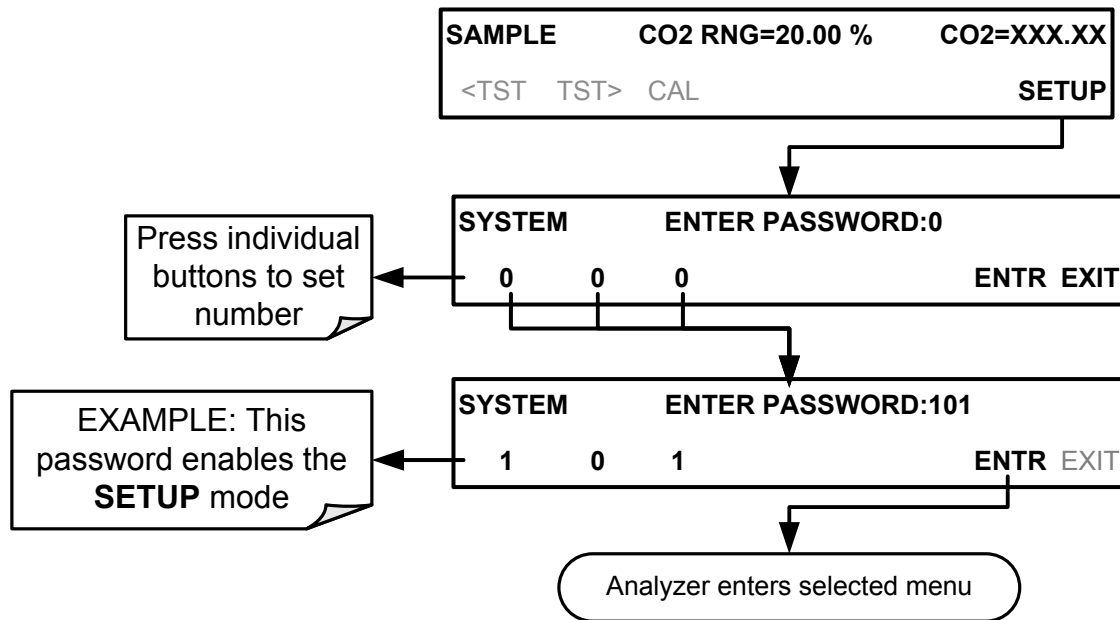 SAMPLE CO2 RNG=20.00 % CO2=XXX.XX
<TST TST> CAL SETUP
SYSTEM ENTER PASSWORD:0
0 0 0 ENTR EXIT
Press individual
buttons to set
number
SYSTEM ENTER PASSWORD:101
1 0 1 ENTR EXIT
EXAMPLE: This
password enables the
SETUP mode
Analyzer enters selected menu